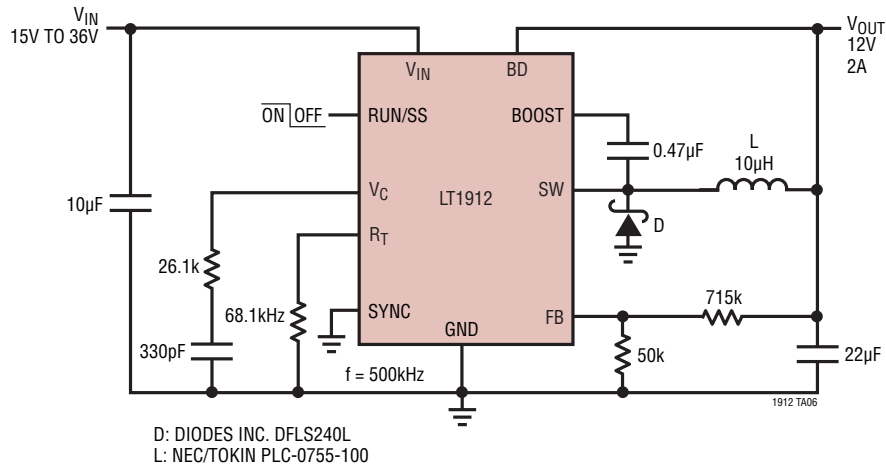 VIN
15V TO 36V
VOUT
12V
2A
VIN
BD
ON OFF
RUN/SS
BOOST
0.47µF
L
10µH
VC
LT1912
SW
10µF
RT
D
26.1k
68.1kHz
SYNC
GND
FB
715k
330pF
f = 500kHz
50k
22µF
1912 TA06
D: DIODES INC. DFLS240L
L: NEC/TOKIN PLC-0755-100